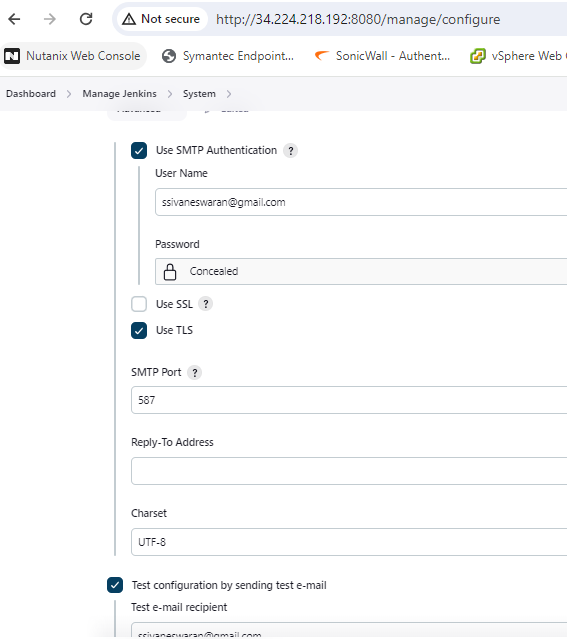 Not secure http://34.224.218.192:8080/manage/configure
Nutanix Web Console Symantec Endpoint... SonicWall - Authent... vSphere Web
Dashboard > Manage Jenkins > System >
Use SMTP Authentication ?
User Name
ssivaneswaran@gmail.com
Password
Concealed
Use SSL ?
Use TLS
SMTP Port ?
587
Reply-To Address
Charset
UTF-8
Test configuration by sending test e-mail
Test e-mail recipient
ssivaneswaran@gmail.com